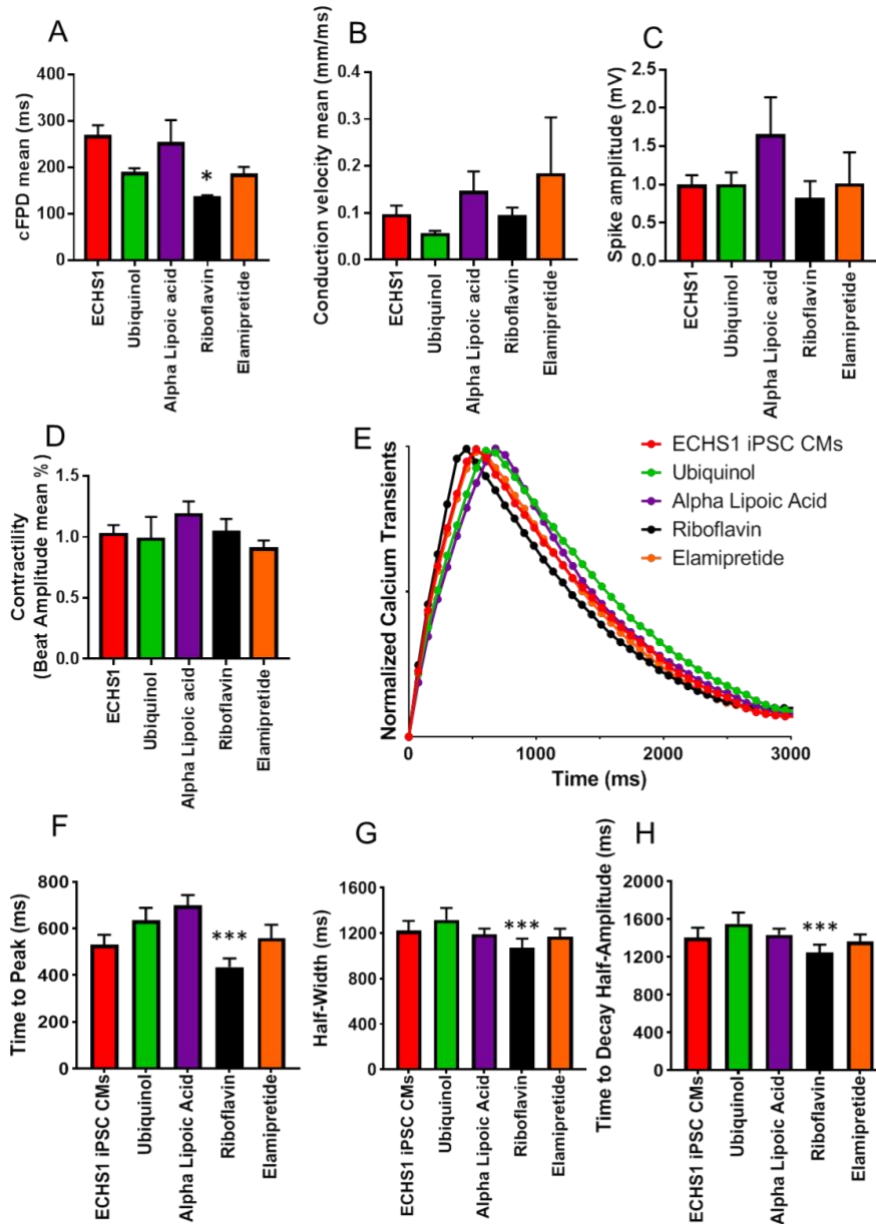 A
cFPD mean (ms)
400
300
200
100
0
*
ECHS1
Ubiquinol
Alpha Lipoic acid
Riboflavin
Elamipretide
B
Conduction velocity mean (mm/ms)
0.4
0.3
0.2
0.1
0.0
ECHS1
Ubiquinol
Alpha Lipoic acid
Riboflavin
Elamipretide
C
Spike amplitude (mV)
2.5
2.0
1.5
1.0
0.5
0.0
ECHS1
Ubiquinol
Alpha Lipoic acid
Riboflavin
Elamipretide
D
Contractility
(Beat Amplitude mean %)
1.5
1.0
0.5
0.0
ECHS1
Ubiquinol
Alpha Lipoic acid
Riboflavin
Elamipretide
E
Normalized Calcium Transients
ECHS1 iPSC CMs
Ubiquinol
Alpha Lipoic Acid
Riboflavin
Elamipretide
0
1000
2000
3000
Time (ms)
F
Time to Peak
(ms)
800
600
400
200
0
***
ECHS1 iPSC CMs
Ubiquinol
Alpha Lipoic Acid
Riboflavin
Elamipretide
G
Half-Width (ms)
1600
1200
800
400
0
***
ECHS1 iPSC CMs
Ubiquinol
Alpha Lipoic Acid
Riboflavin
Elamipretide
H
Time to Decay Half-Amplitude (ms)
2000
1600
1200
800
400
0
***
ECHS1 iPSC CMs
Ubiquinol
Alpha Lipoic Acid
Riboflavin
Elamipretide